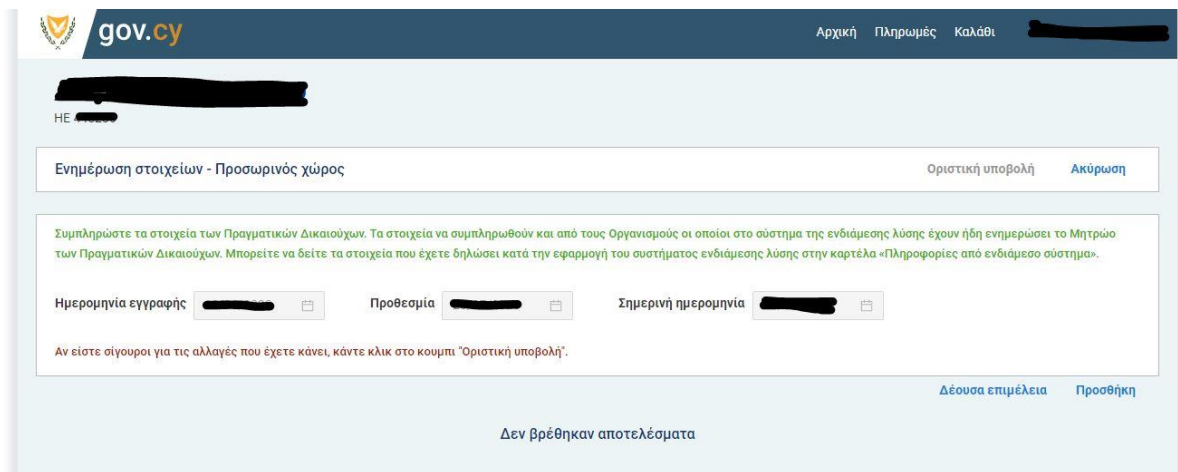 gov.cy
Αρχική Πληρωμές Καλάθι
ΗΕ
Ενημέρωση στοιχείων - Προσωρινός χώρος
Οριστική υποβολή Ακύρωση
Συμπληρώστε τα στοιχεία των Πραγματικών Δικαιούχων. Τα στοιχεία να συμπληρωθούν και από τους Οργανισμούς οι οποίοι στο σύστημα της ενδιάμεσης λύσης έχουν ήδη ενημερώσει το Μητρώο
των Πραγματικών Δικαιούχων. Μπορείτε να δείτε τα στοιχεία που έχετε δηλώσει κατά την εφαρμογή του συστήματος ενδιάμεσης λύσης στην καρτέλα «Πληροφορίες από ενδιάμεσο σύστημα».
Ημερομηνία εγγραφής Προθεσμία Σημερινή ημερομηνία
Αν είστε σίγουροι για τις αλλαγές που έχετε κάνει, κάντε κλικ στο κουμπι "Οριστική υποβολή".
Δέουσα επιμέλεια Προσθήκη
Δεν βρέθηκαν αποτελέσματα